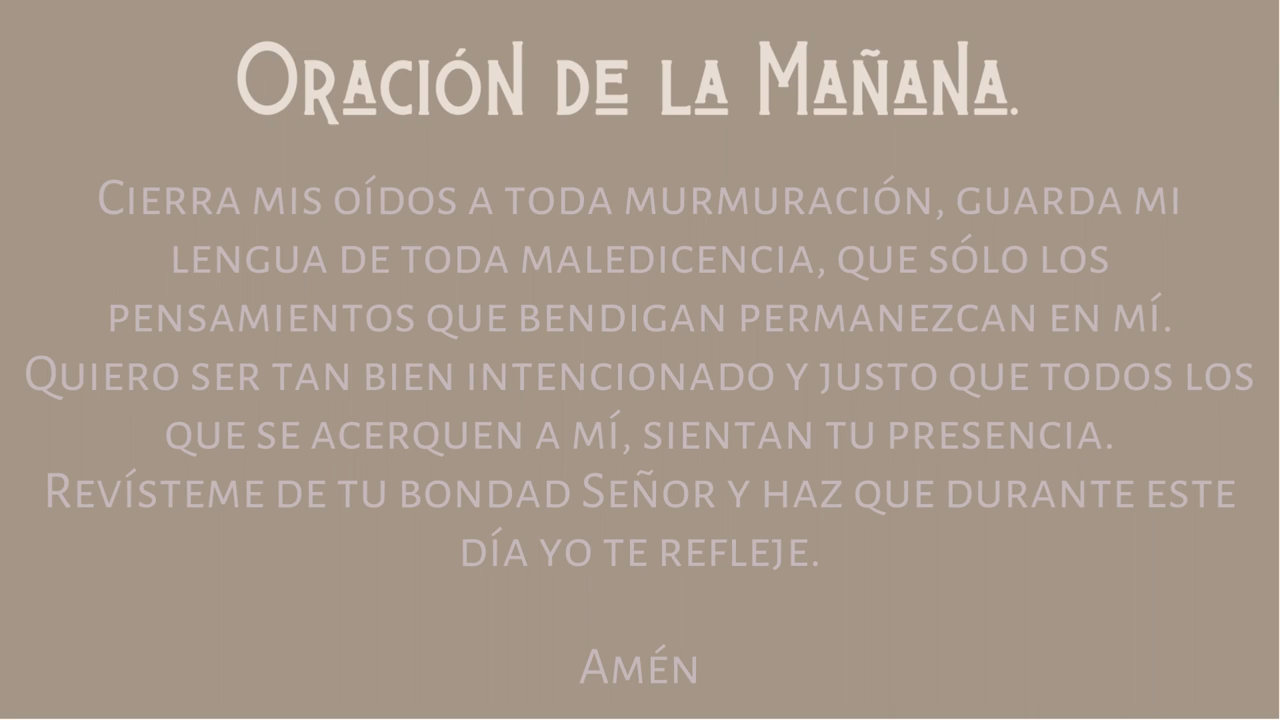 Oración de la Mañana.
Cierra mis oídos a toda murmuración, guarda mi
lengua de toda maledicencia, que sólo los
pensamientos que bendigan permanezcan en mí.
Quiero ser tan bien intencionado y justo que todos los
que se acerquen a mí, sientan tu presencia.
Revísteme de tu bondad Señor y haz que durante este
día yo te refleje.
Amén